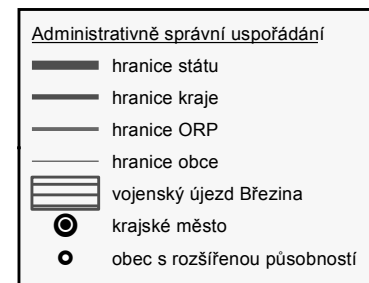 Administrativně správní uspořádání
hranice státu
hranice kraje
hranice ORP
hranice obce
vojenský újezd Březina
krajské město
obec s rozšířenou působností